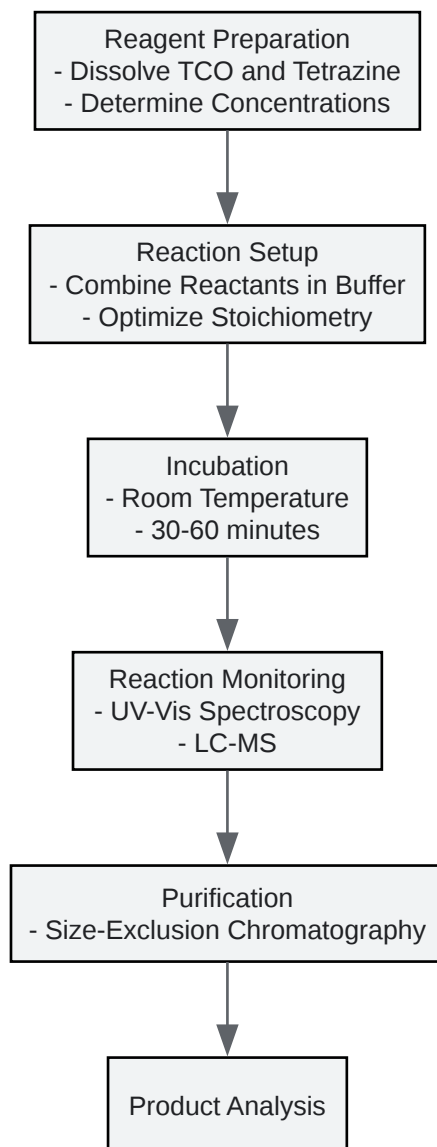 Reagent Preparation
- Dissolve TCO and Tetrazine
- Determine Concentrations
Reaction Setup
- Combine Reactants in Buffer
- Optimize Stoichiometry
Incubation
- Room Temperature
- 30-60 minutes
Reaction Monitoring
- UV-Vis Spectroscopy
- LC-MS
Purification
- Size-Exclusion Chromatography
Product Analysis